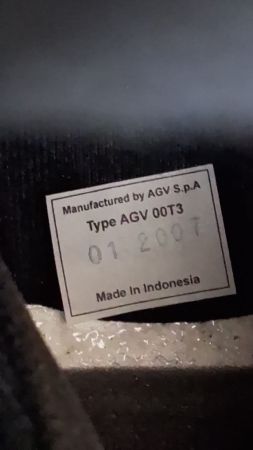 Manufactured by AGV S.p.A
Type AGV 00T3
01 2007
Made In Indonesia